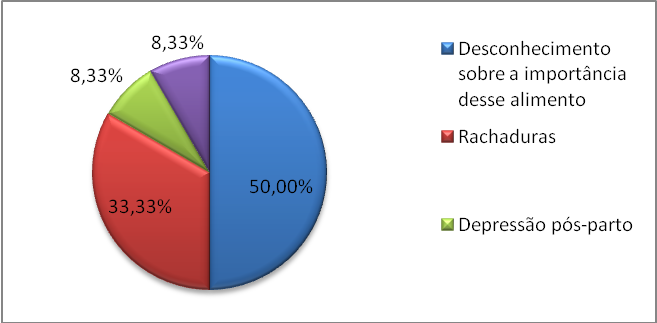 8,33%
8,33%
50,00%
33,33%
Desconhecimento
sobre a importância
desse alimento
Rachaduras
Depressão pós-parto